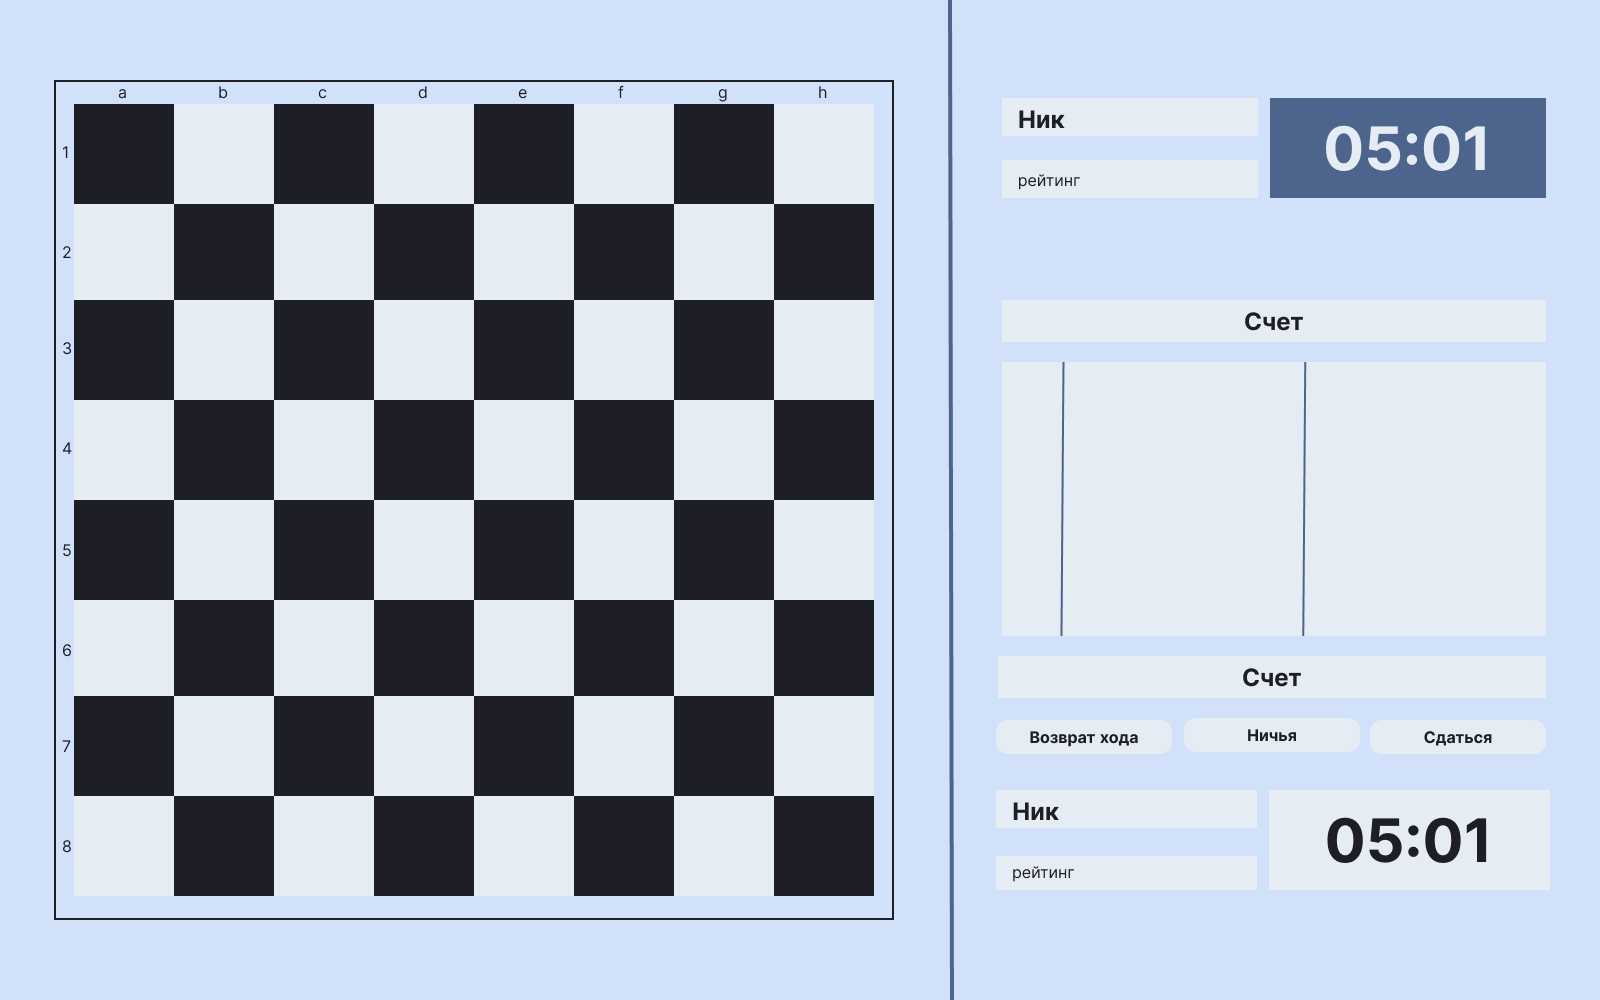 a b c d e f g h
1
2
3
4
5
6
7
8
Ник
рейтинг
05:01
Счет
Счет
Возврат хода Ничья Сдаться
Ник
рейтинг
05:01